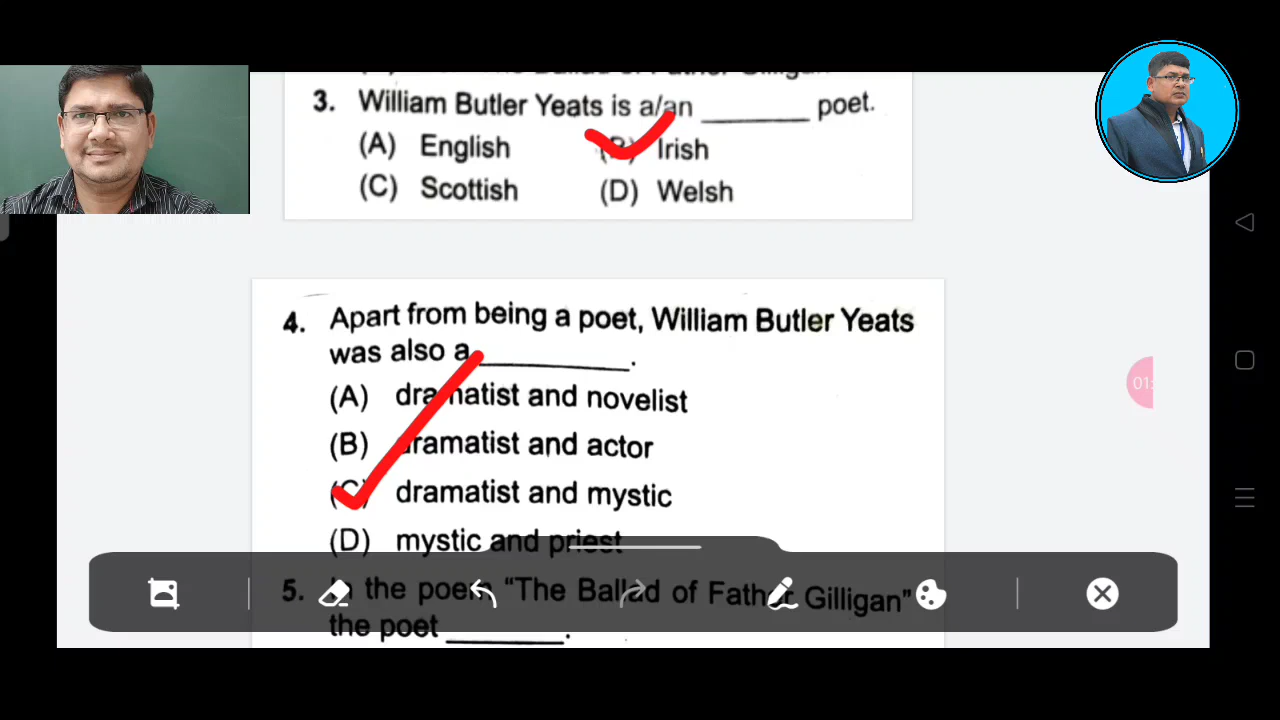 3. William Butler Yeats is a/an ________ poet.
(A) English (B) Irish
(C) Scottish (D) Welsh
4. Apart from being a poet, William Butler Yeats
was also a__________.
(A) dramatist and novelist
(B) dramatist and actor
(C) dramatist and mystic
(D) mystic and priest
5. In the poem "The Ballad of Father Gilligan"
the poet ________.